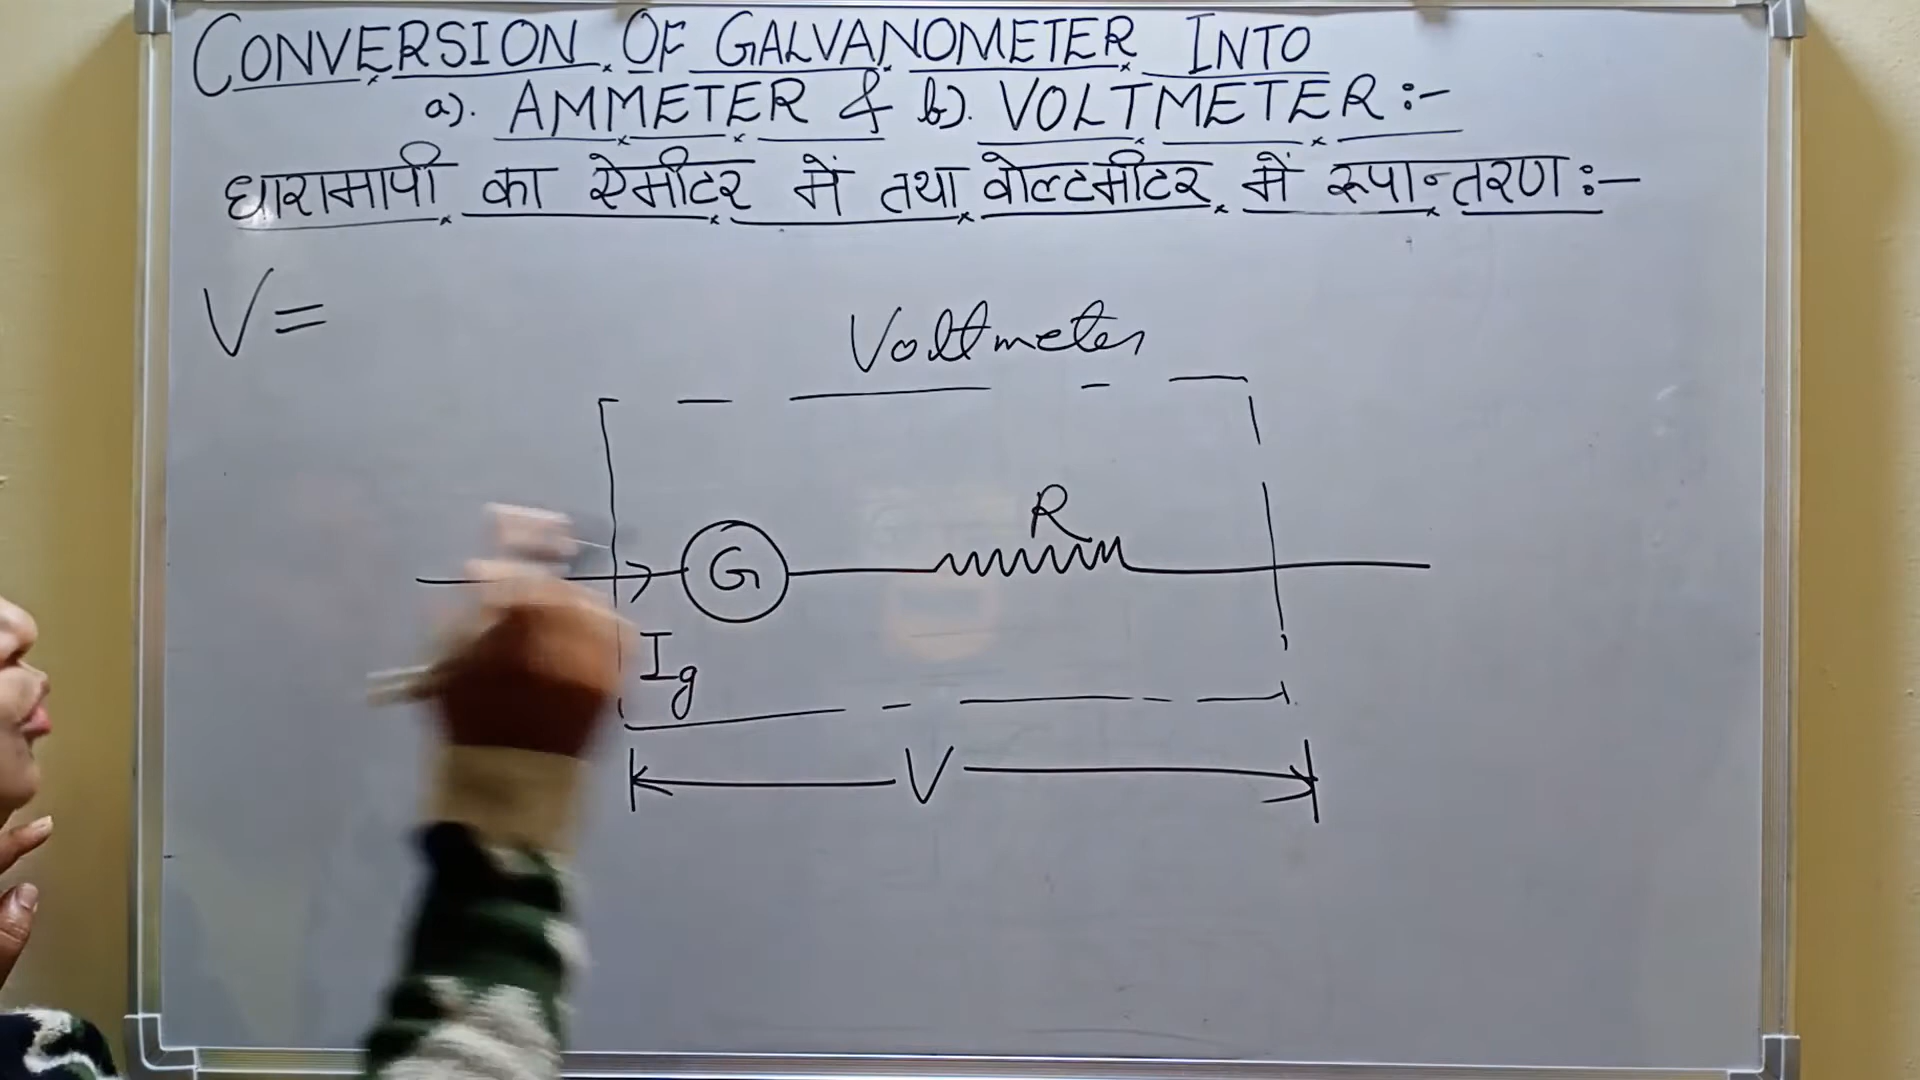 CONVERSION OF GALVANOMETER INTO
a). AMMETER & b). VOLTMETER :-
धारामापी का ऐमीटर में तथा वोल्टमीटर में रूपान्तरण :-
V =
Voltmeter
R
G
Ig
V